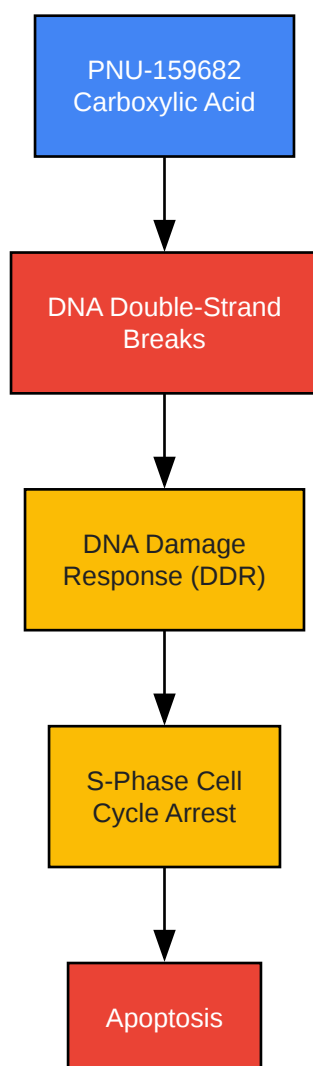 PNU-159682
Carboxylic Acid
DNA Double-Strand
Breaks
DNA Damage
Response (DDR)
S-Phase Cell
Cycle Arrest
Apoptosis